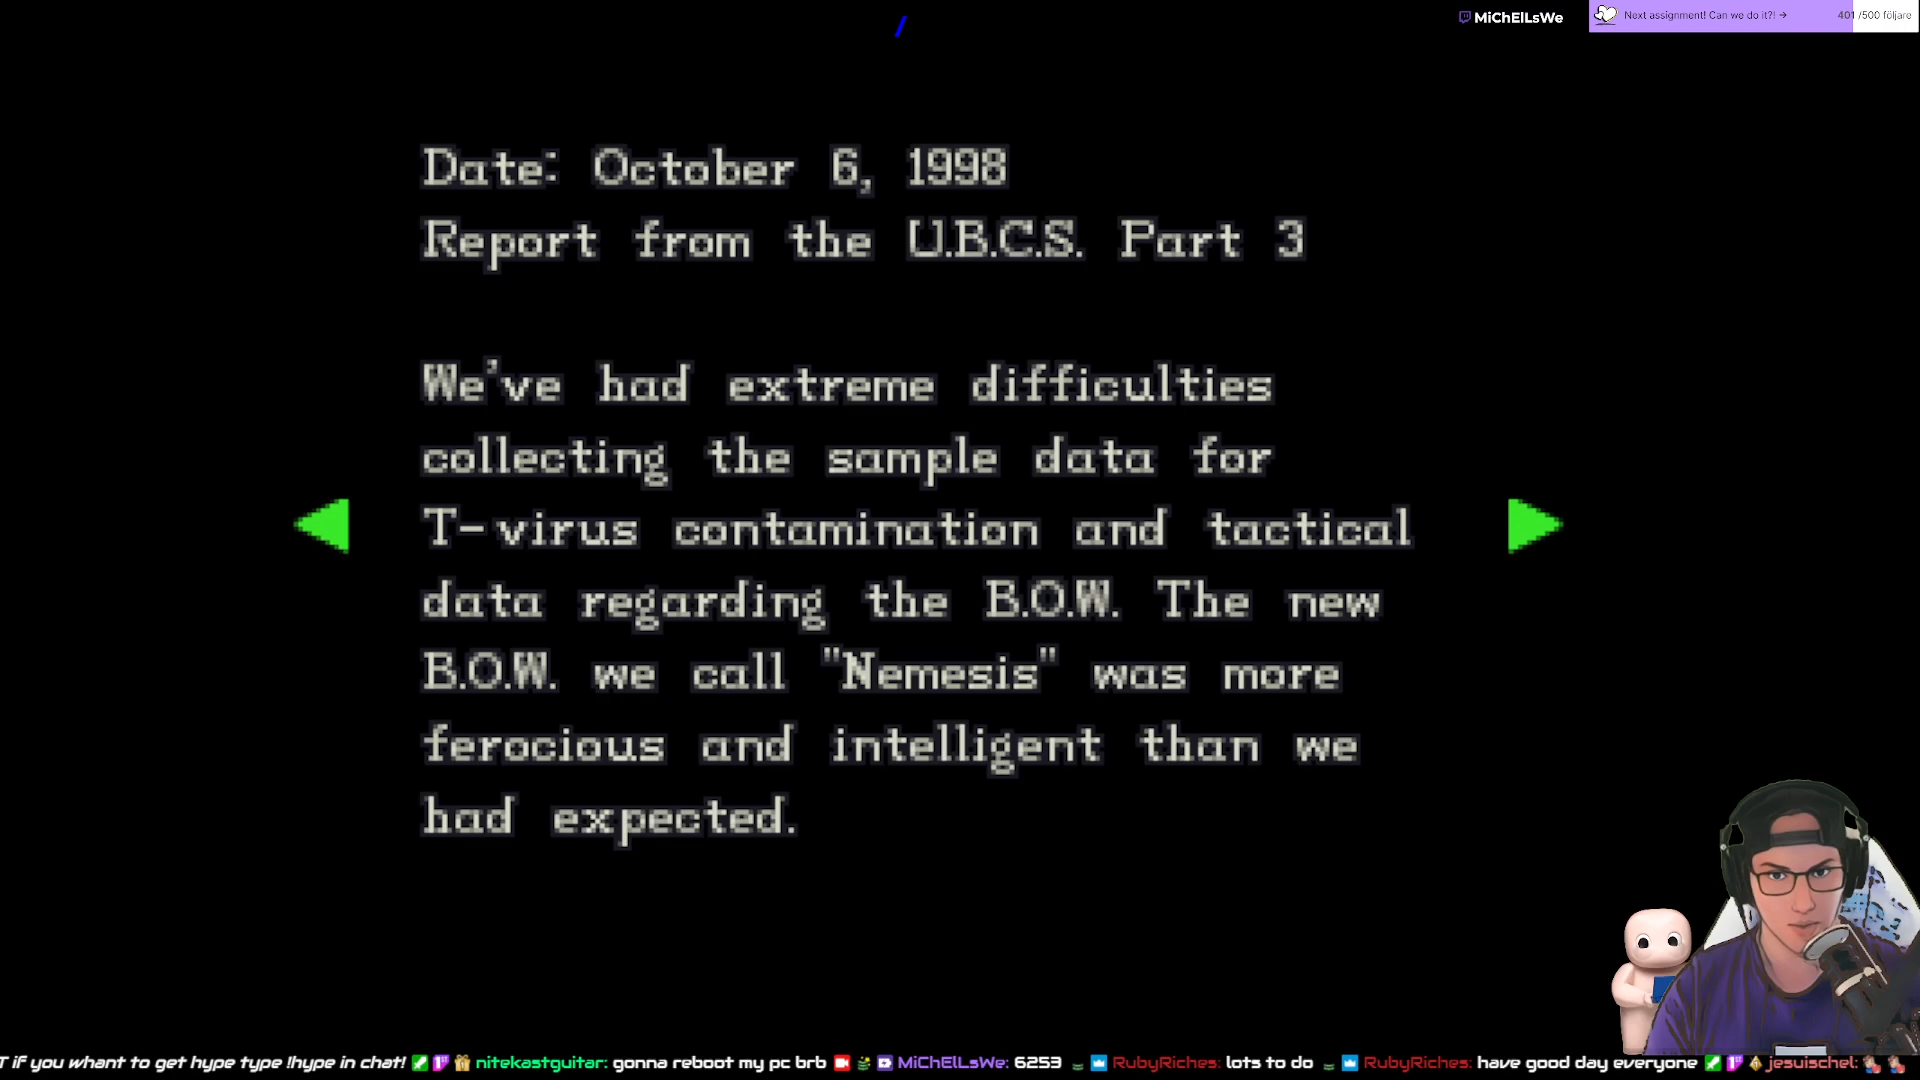 MiChElLsWe
Next assignment! Can we do it?! → 401 /500 följare
Date: October 6, 1998
Report from the U.B.C.S. Part 3
We've had extreme difficulties
collecting the sample data for
T-virus contamination and tactical
data regarding the B.O.W. The new
B.O.W. we call "Nemesis" was more
ferocious and intelligent than we
had expected.
T if you whant to get hype type !hype in chat! nitekastguitar: gonna reboot my pc brb MiChElLsWe: 6253 RubyRiches: lots to do RubyRiches: have good day everyone jesuischel: